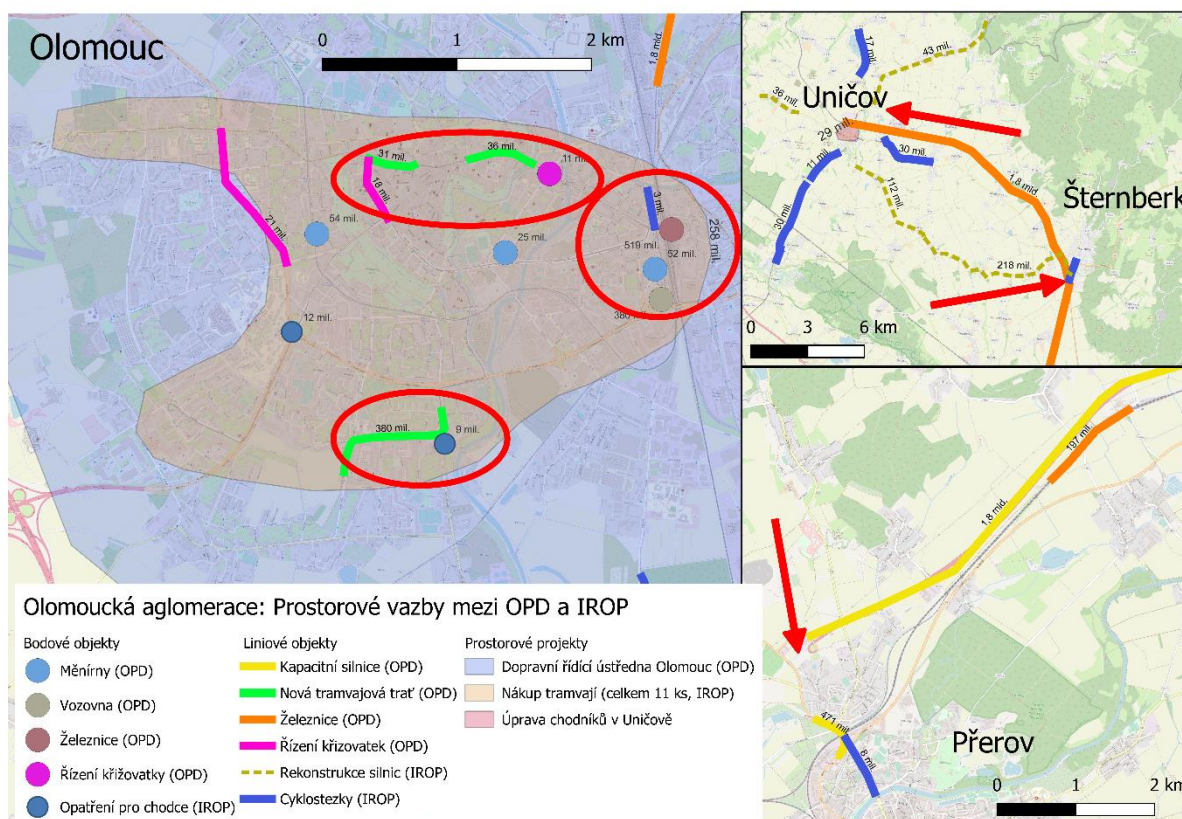 Olomouc
0 1 2 km
1,8 mld.
31 mil.
36 mil.
11 mil.
18 mil.
21 mil.
54 mil.
25 mil.
3 mil.
519 mil.
52 mil.
258 mil.
380 mil.
12 mil.
380 mil.
9 mil.
17 mil.
43 mil.
36 mil.
Uničov
29 mil.
30 mil.
11 mil.
1,8 mld.
Šternberk
112 mil.
30 mil.
218 mil.
0 3 6 km
197 mil.
1,8 mld.
471 mil.
8 mil.
Přerov
0 1 2 km
Olomoucká aglomerace: Prostorové vazby mezi OPD a IROP
Bodové objekty
Měnírny (OPD)
Vozovna (OPD)
Železnice (OPD)
Řízení křižovatky (OPD)
Opatření pro chodce (IROP)
Liniové objekty
Kapacitní silnice (OPD)
Nová tramvajová trať (OPD)
Železnice (OPD)
Řízení křizovatek (OPD)
Rekonstrukce silnic (IROP)
Cyklostezky (IROP)
Prostorové projekty
Dopravní řídící ústředna Olomouc (OPD)
Nákup tramvají (celkem 11 ks, IROP)
Úprava chodníků v Uničově